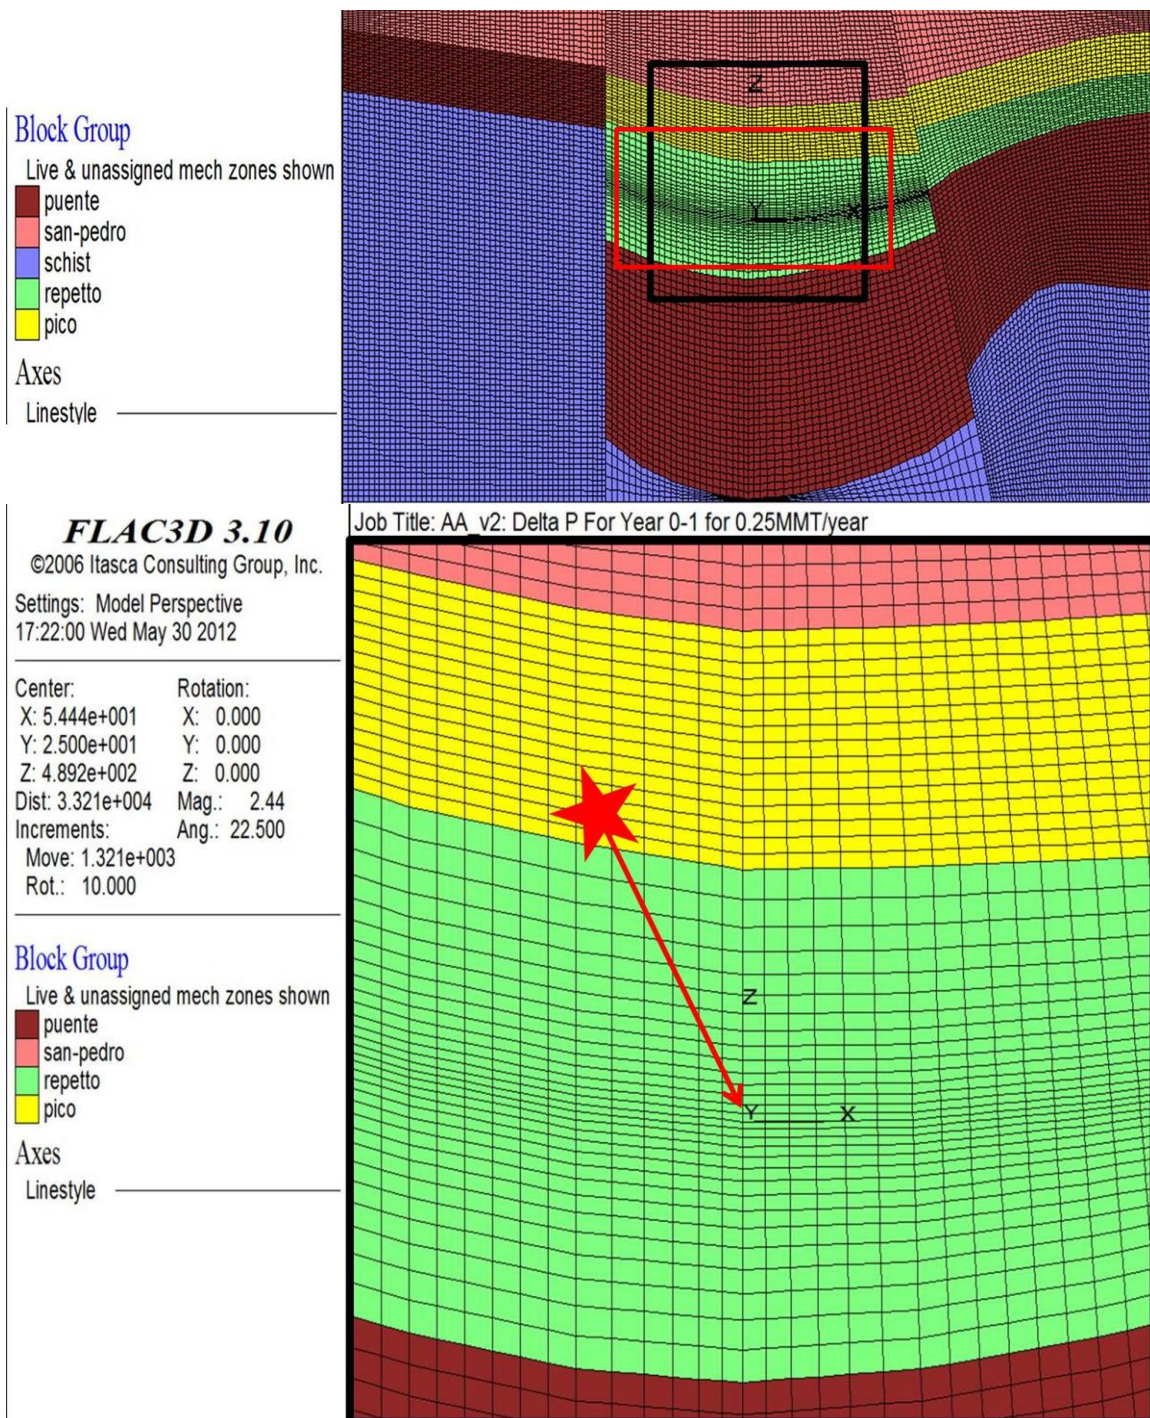 Block Group
Live & unassigned mech zones shown
puente
san-pedro
schist
repetto
pico
Axes
Linestyle
Z
Y X
FLAC3D 3.10
©2006 Itasca Consulting Group, Inc.
Settings: Model Perspective
17:22:00 Wed May 30 2012
Center: Rotation:
X: 5.444e+001 X: 0.000
Y: 2.500e+001 Y: 0.000
Z: 4.892e+002 Z: 0.000
Dist: 3.321e+004 Mag.: 2.44
Increments: Ang.: 22.500
Move: 1.321e+003
Rot.: 10.000
Block Group
Live & unassigned mech zones shown
puente
san-pedro
repetto
pico
Axes
Linestyle
Job Title: AA_v2: Delta P For Year 0-1 for 0.25MMT/year
Z
Y X